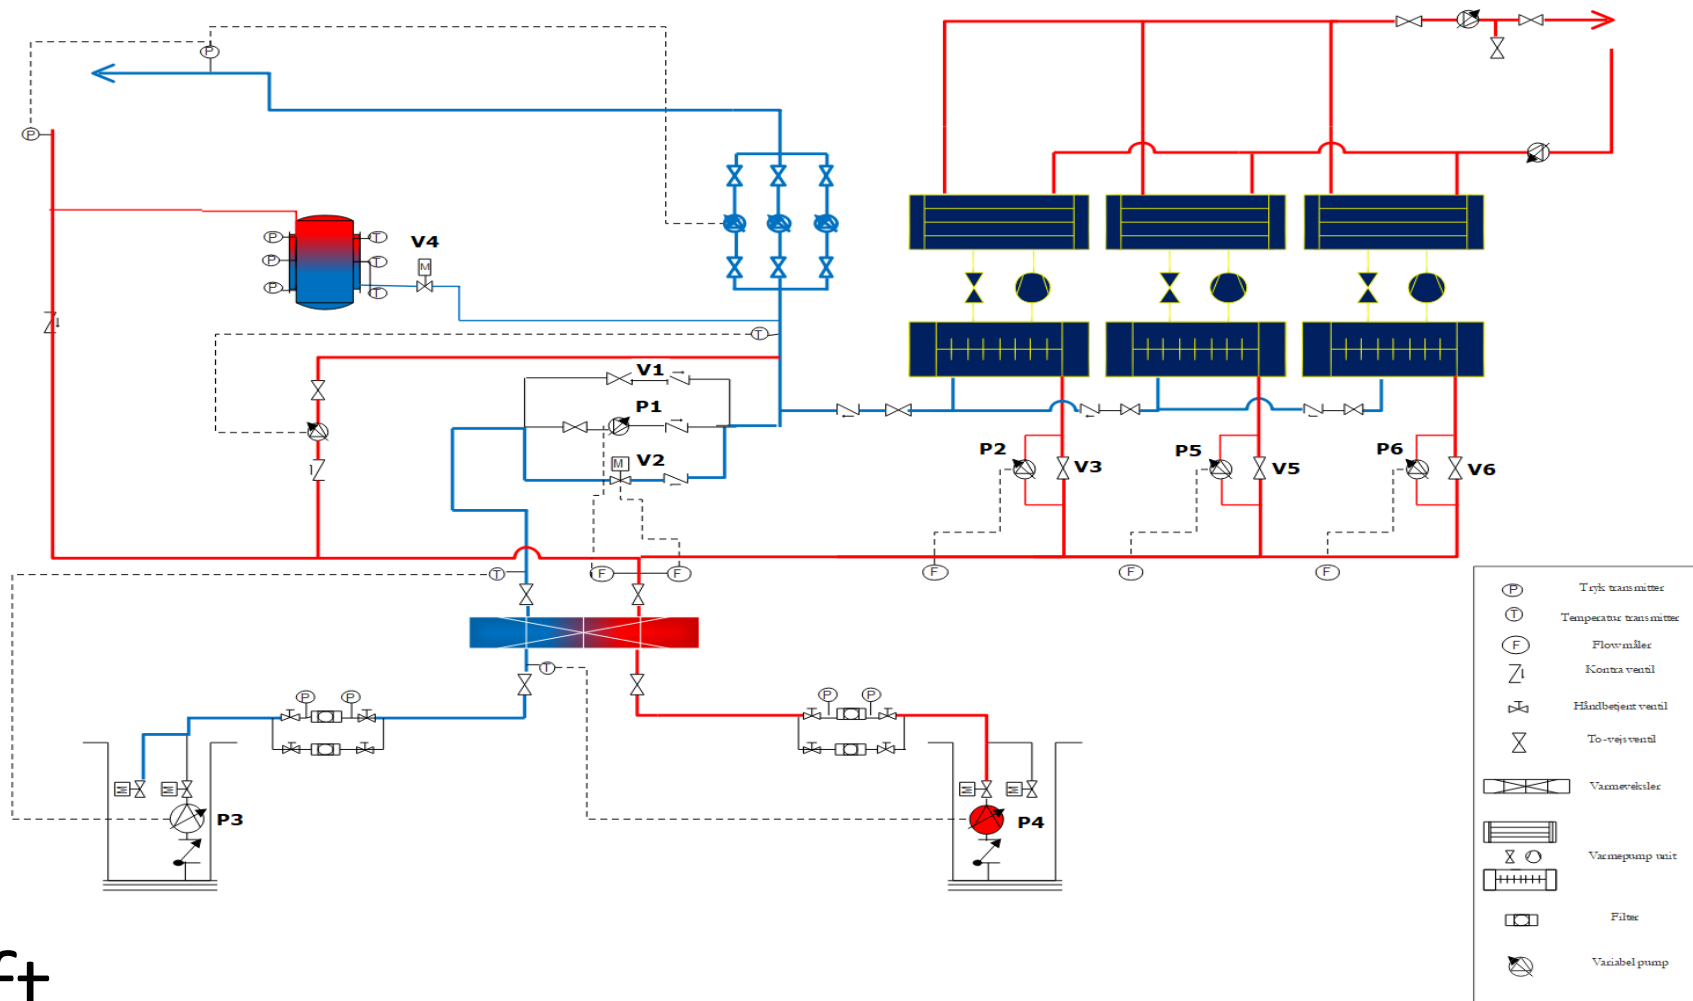 P
P
P
P
P
T
T
T
V4
M
T
V1
P1
V2
M
P2
V3
P5
V5
P6
V6
T
F
F
F
F
F
T
P
P
P
P
M
M
P3
M
M
P4
P
Tryk transmitter
T
Temperatur transmitter
F
Flowmåler
Kontra ventil
Håndbetjent ventil
To-vejs ventil
Varmeveksler
Varmepump unit
Filter
Variabel pump
ft